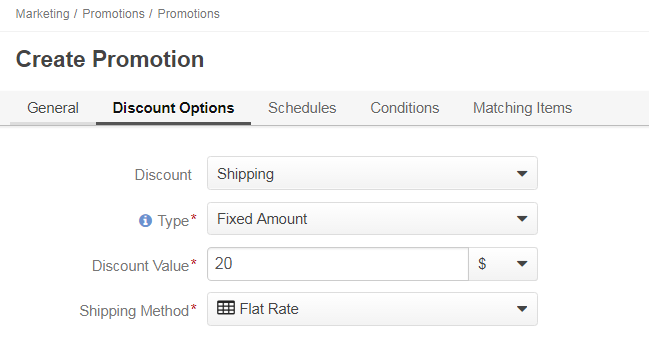 Marketing / Promotions / Promotions
Create Promotion
General Discount Options Schedules Conditions Matching Items
Discount Shipping
Type* Fixed Amount
Discount Value* 20 $
Shipping Method* Flat Rate